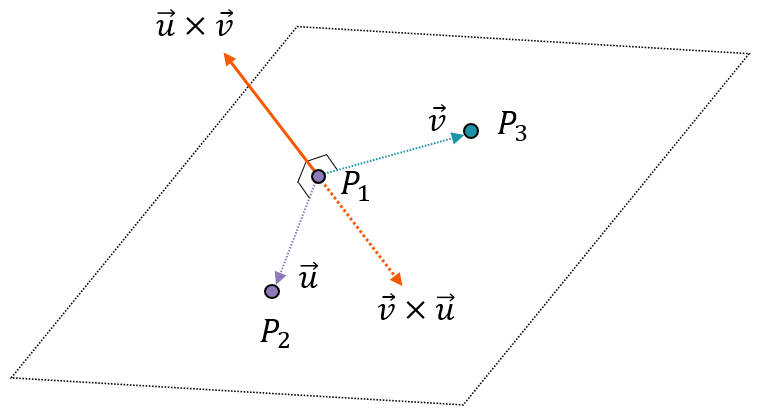 u⃗ × v⃗
v⃗
P₃
P₁
u⃗
v⃗ × u⃗
P₂